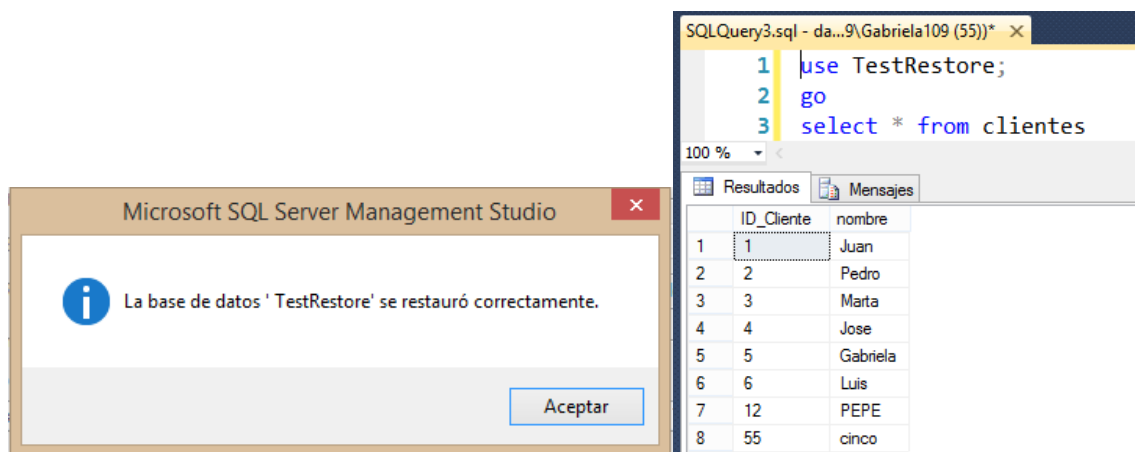 Microsoft SQL Server Management Studio
La base de datos ' TestRestore' se restauró correctamente.
Aceptar
SQLQuery3.sql - da...9\Gabriela109 (55))*
1 use TestRestore;
2 go
3 select * from clientes
100 %
Resultados Mensajes
ID_Cliente nombre
1 1 Juan
2 2 Pedro
3 3 Marta
4 4 Jose
5 5 Gabriela
6 6 Luis
7 12 PEPE
8 55 cinco